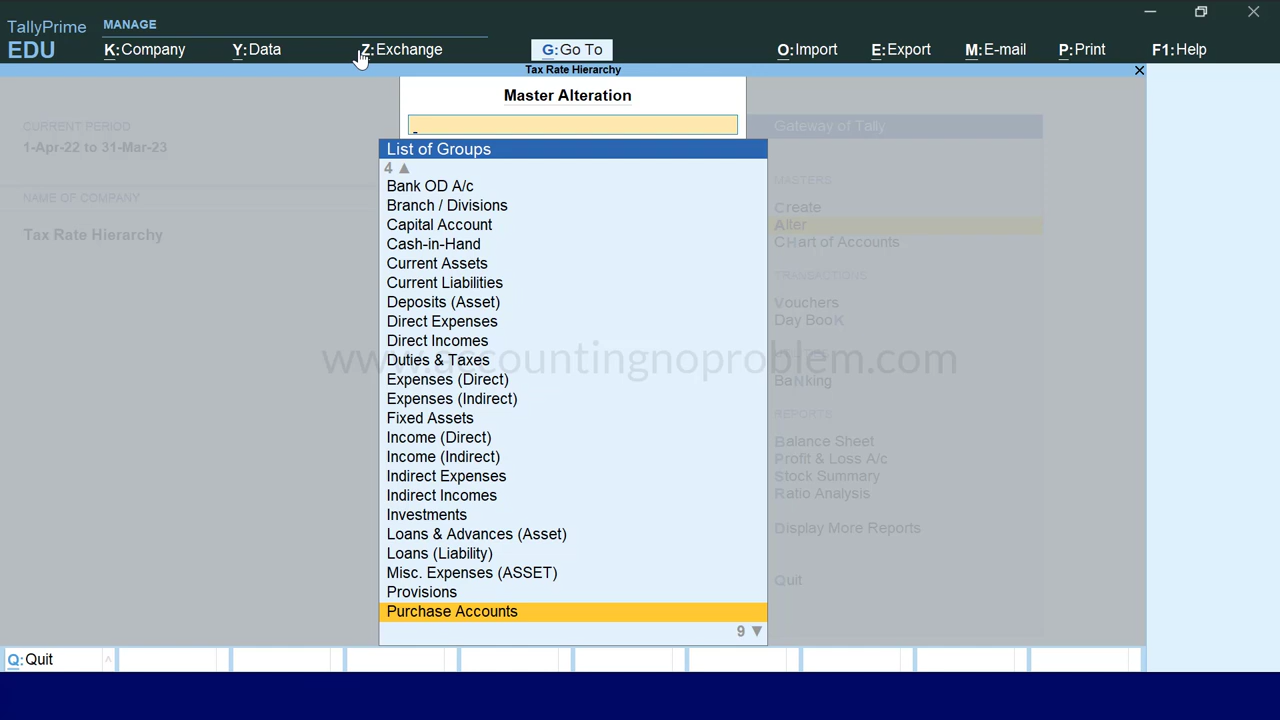 TallyPrime
EDU
MANAGE
K:Company
Y:Data
Z:Exchange
G:Go To
O:Import
E:Export
M:E-mail
P:Print
F1:Help
Tax Rate Hierarchy
Master Alteration
CURRENT PERIOD
1-Apr-22 to 31-Mar-23
NAME OF COMPANY
Tax Rate Hierarchy
List of Groups
4 ▲
Bank OD A/c
Branch / Divisions
Capital Account
Cash-in-Hand
Current Assets
Current Liabilities
Deposits (Asset)
Direct Expenses
Direct Incomes
Duties & Taxes
Expenses (Direct)
Expenses (Indirect)
Fixed Assets
Income (Direct)
Income (Indirect)
Indirect Expenses
Indirect Incomes
Investments
Loans & Advances (Asset)
Loans (Liability)
Misc. Expenses (ASSET)
Provisions
Purchase Accounts
9 ▼
Gateway of Tally
MASTERS
Create
Alter
CHart of Accounts
TRANSACTIONS
Vouchers
Day BooK
BaNking
REPORTS
Balance Sheet
Profit & Loss A/c
Stock Summary
Ratio Analysis
Display More Reports
Quit
www.accountingnoproblem.com
Q:Quit